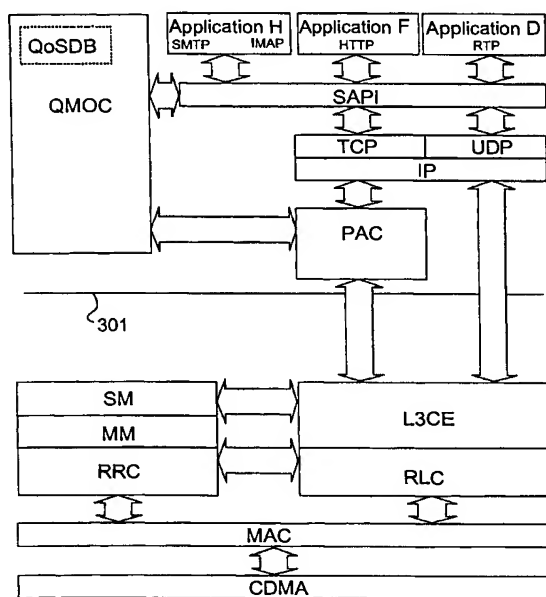 QoSDB
QMOC
Application H
SMTP IMAP
Application F
HTTP
Application D
RTP
SAPI
TCP UDP
IP
PAC
301
SM
MM
RRC
L3CE
RLC
MAC
CDMA